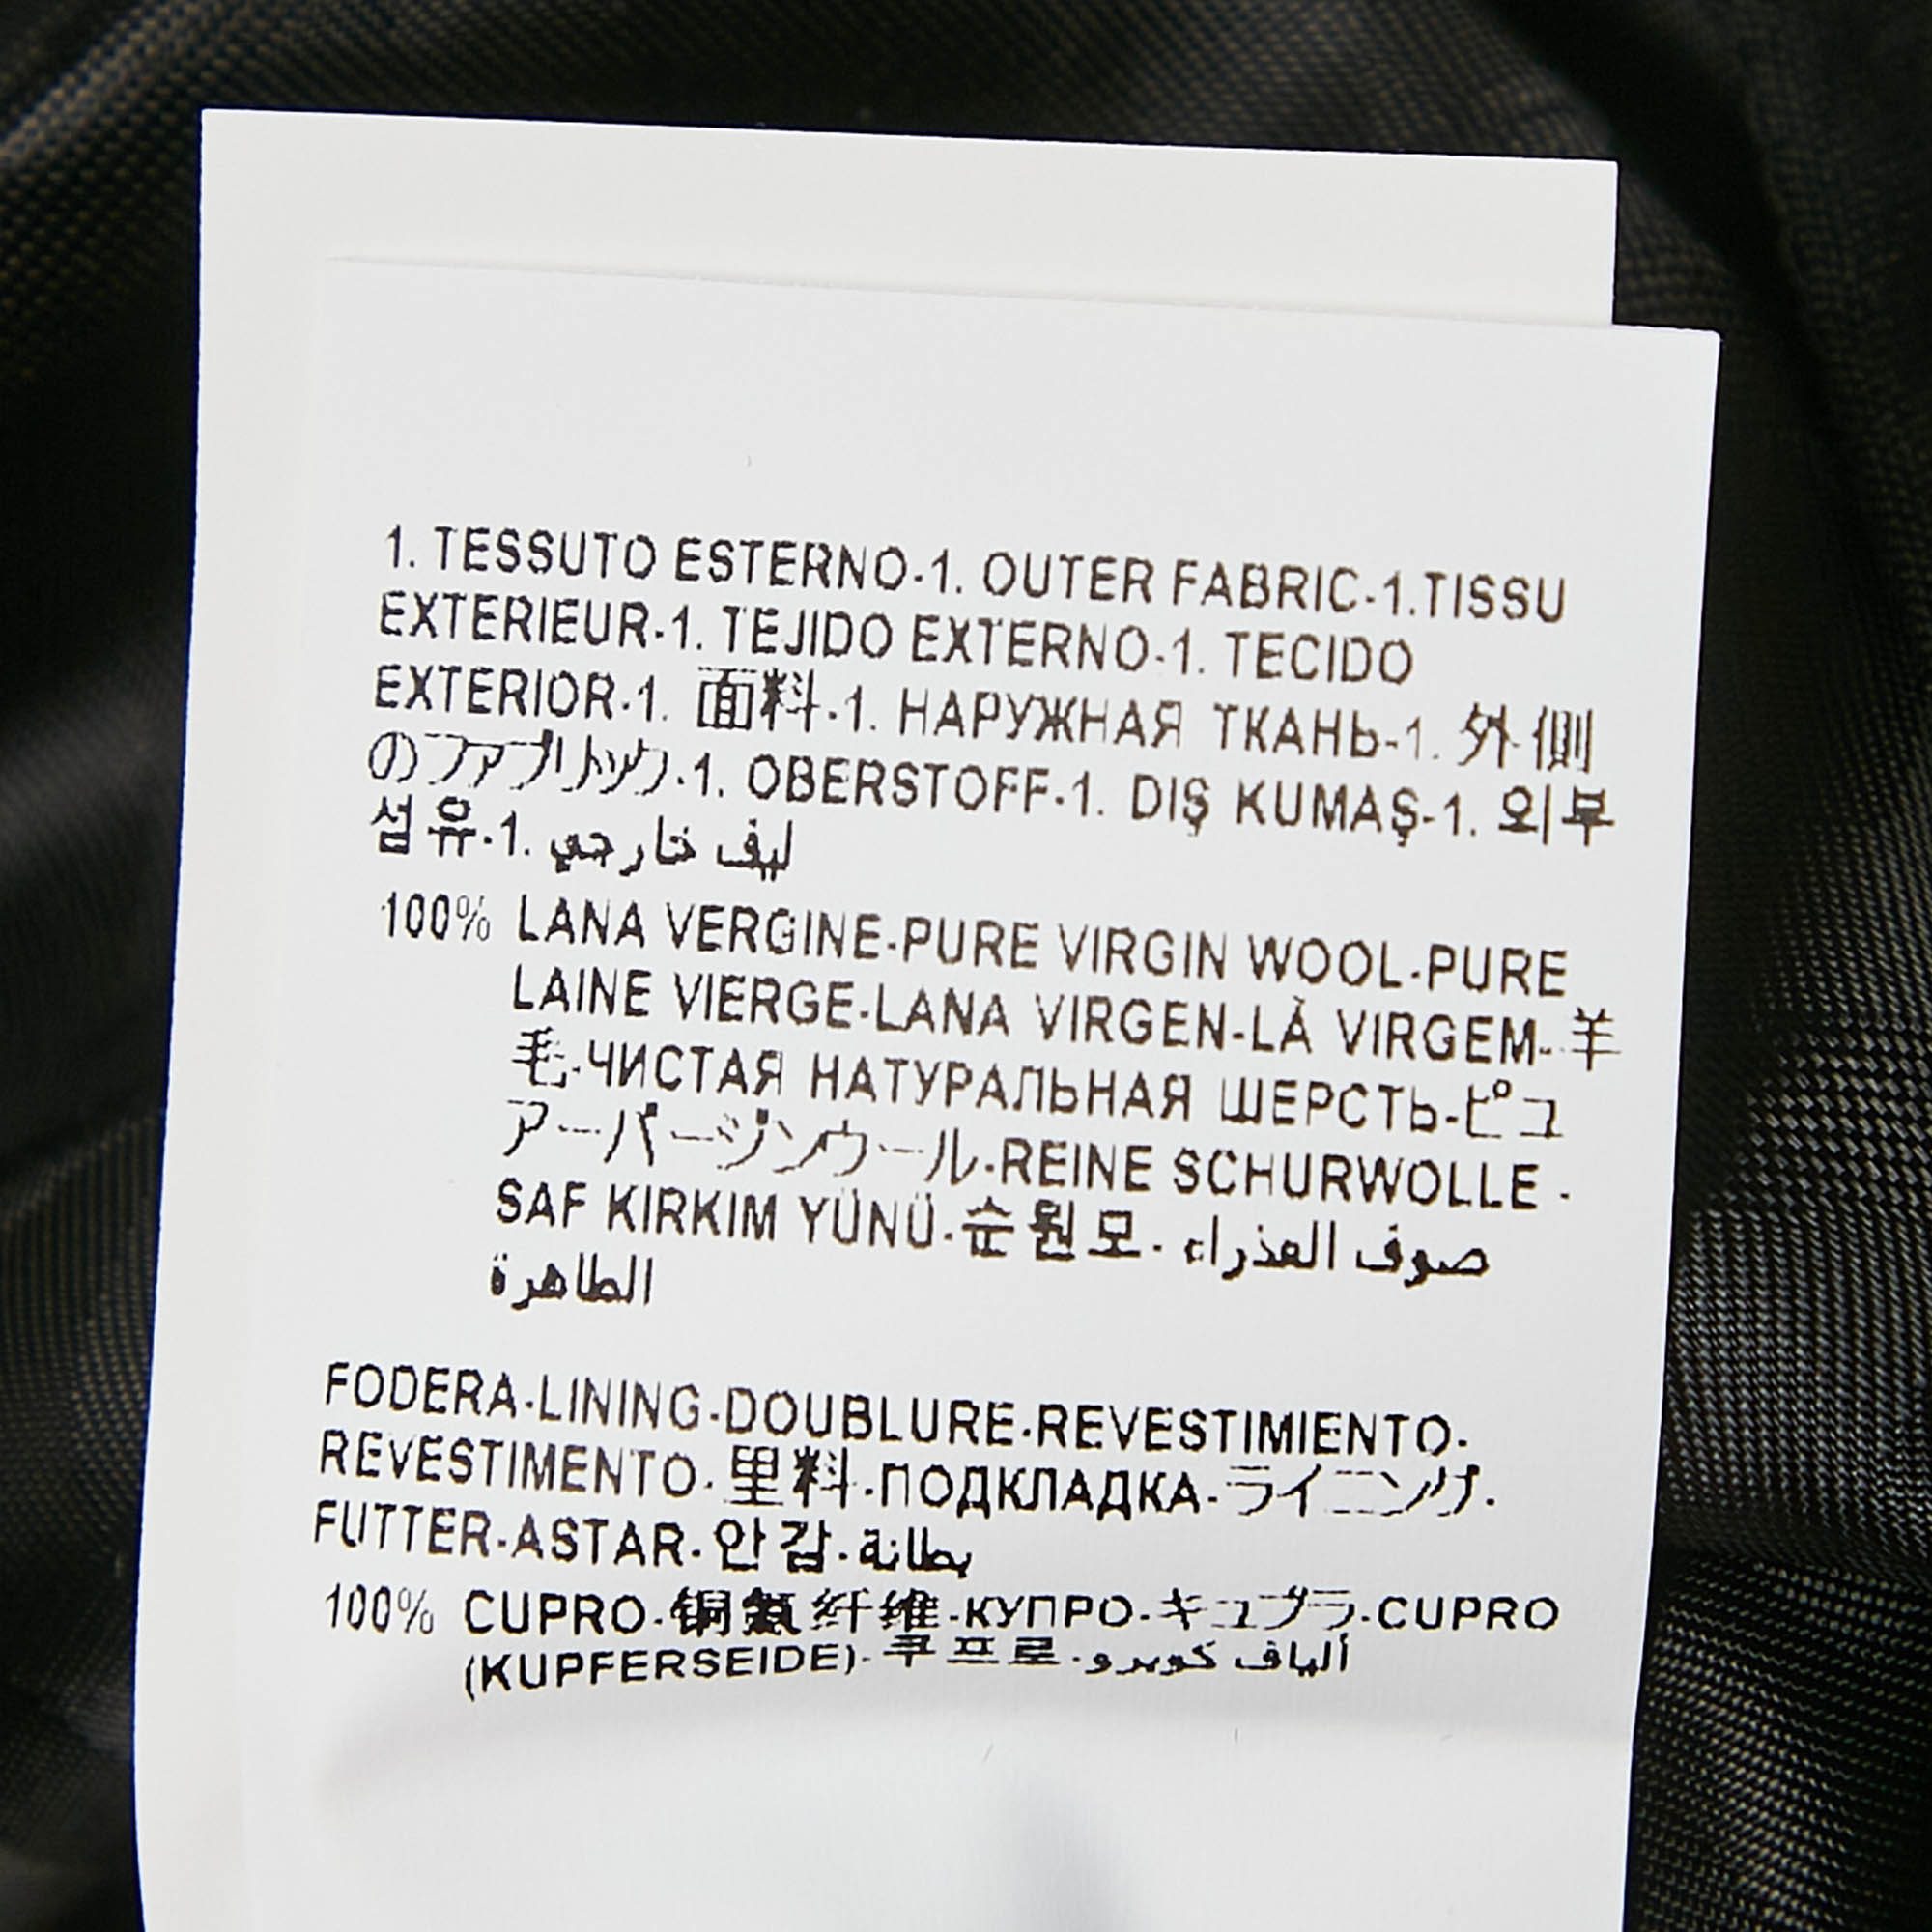 1. TESSUTO ESTERNO-1. OUTER FABRIC-1.TISSU
EXTERIEUR-1. TEJIDO EXTERNO-1. TECIDO
EXTERIOR-1. 面料-1. НАРУЖНАЯ ТКАНЬ-1. 外側
のファブリック-1. OBERSTOFF-1. DIŞ KUMAŞ-1. 외부
섬유-1. ليف خارجي
100% LANA VERGINE-PURE VIRGIN WOOL-PURE
LAINE VIERGE-LANA VIRGEN-LÃ VIRGEM-羊
毛-ЧИСТАЯ НАТУРАЛЬНАЯ ШЕРСТЬ-ピュ
アーバージンウール-REINE SCHURWOLLE -
SAF KIRKIM YÜNÜ-순원모- صوف العذراء
الطاهرة
FODERA-LINING-DOUBLURE-REVESTIMIENTO-
REVESTIMENTO-里料-ПОДКЛАДКА-ライニング-
FUTTER-ASTAR-안감-بطانة
100% CUPRO-铜氨纤维-КУПРО-キュプラ-CUPRO
(KUPFERSEIDE)-쿠프로-ألياف كوبرو